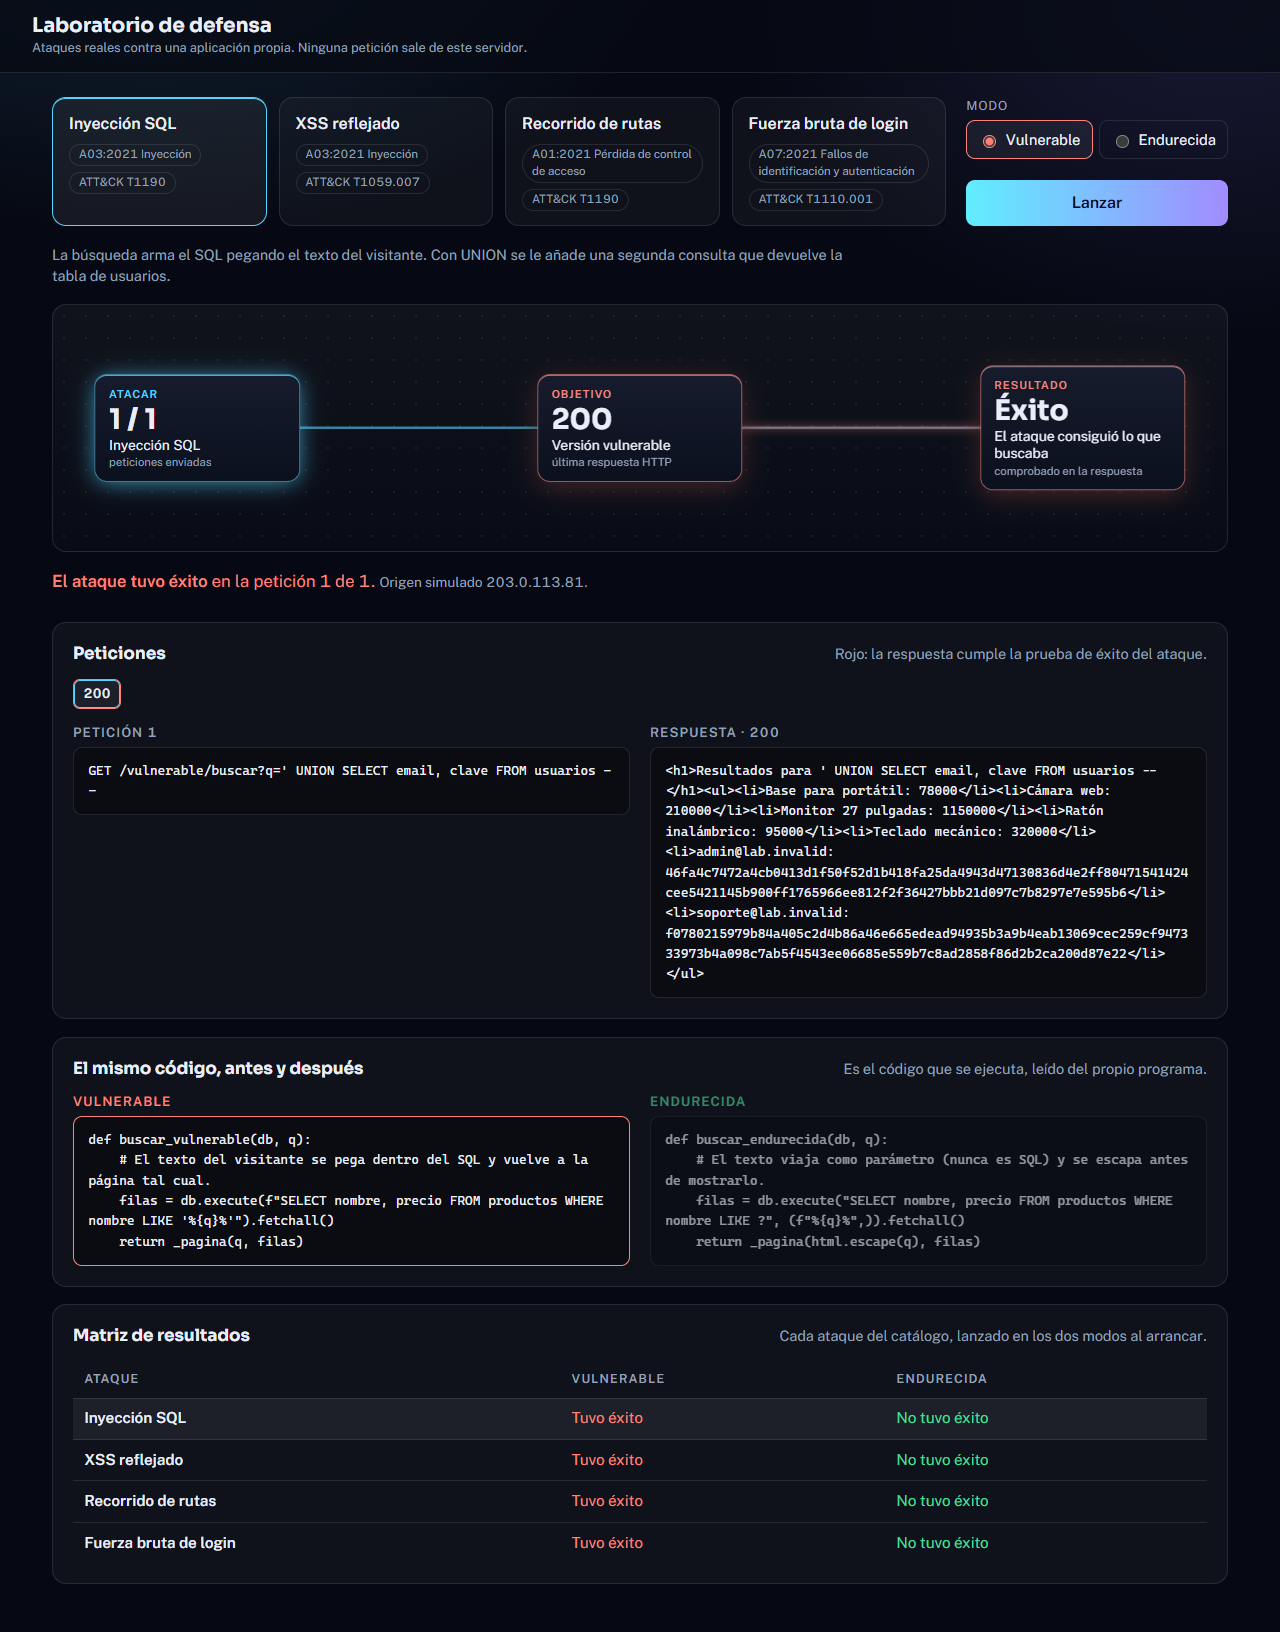 Laboratorio de defensa
Ataques reales contra una aplicación propia. Ninguna petición sale de este servidor.
Inyección SQL
A03:2021 Inyección
ATT&CK T1190
XSS reflejado
A03:2021 Inyección
ATT&CK T1059.007
Recorrido de rutas
A01:2021 Pérdida de control
de acceso
ATT&CK T1190
Fuerza bruta de login
A07:2021 Fallos de
identificación y autenticación
ATT&CK T1110.001
MODO
Vulnerable
Endurecida
Lanzar
La búsqueda arma el SQL pegando el texto del visitante. Con UNION se le añade una segunda consulta que devuelve la
tabla de usuarios.
ATACAR
1 / 1
Inyección SQL
peticiones enviadas
OBJETIVO
200
Versión vulnerable
última respuesta HTTP
RESULTADO
Éxito
El ataque consiguió lo que
buscaba
comprobado en la respuesta
El ataque tuvo éxito en la petición 1 de 1. Origen simulado 203.0.113.81.
Peticiones
Rojo: la respuesta cumple la prueba de éxito del ataque.
200
PETICIÓN 1
GET /vulnerable/buscar?q=' UNION SELECT email, clave FROM usuarios -
-
RESPUESTA · 200
<h1>Resultados para ' UNION SELECT email, clave FROM usuarios --
</h1><ul><li>Base para portátil: 78000</li><li>Cámara web:
210000</li><li>Monitor 27 pulgadas: 1150000</li><li>Ratón
inalámbrico: 95000</li><li>Teclado mecánico: 320000</li>
<li>admin@lab.invalid:
46fa4c7472a4cb0413d1f50f52d1b418fa25da4943d47130836d4e2ff80471541424
cee5421145b900ff1765966ee812f2f36427bbb21d097c7b8297e7e595b6</li>
<li>soporte@lab.invalid:
f0780215979b84a405c2d4b86a46e665edead94935b3a9b4eab13069cec259cf9473
33973b4a098c7ab5f4543ee06685e559b7c8ad2858f86d2b2ca200d87e22</li>
</ul>
El mismo código, antes y después
Es el código que se ejecuta, leído del propio programa.
VULNERABLE
def buscar_vulnerable(db, q):
    # El texto del visitante se pega dentro del SQL y vuelve a la
página tal cual.
    filas = db.execute(f"SELECT nombre, precio FROM productos WHERE
nombre LIKE '%{q}%'").fetchall()
    return _pagina(q, filas)
ENDURECIDA
def buscar_endurecida(db, q):
    # El texto viaja como parámetro (nunca es SQL) y se escapa antes
de mostrarlo.
    filas = db.execute("SELECT nombre, precio FROM productos WHERE
nombre LIKE ?", (f"%{q}%",)).fetchall()
    return _pagina(html.escape(q), filas)
Matriz de resultados
Cada ataque del catálogo, lanzado en los dos modos al arrancar.
ATAQUE VULNERABLE ENDURECIDA
Inyección SQL Tuvo éxito No tuvo éxito
XSS reflejado Tuvo éxito No tuvo éxito
Recorrido de rutas Tuvo éxito No tuvo éxito
Fuerza bruta de login Tuvo éxito No tuvo éxito